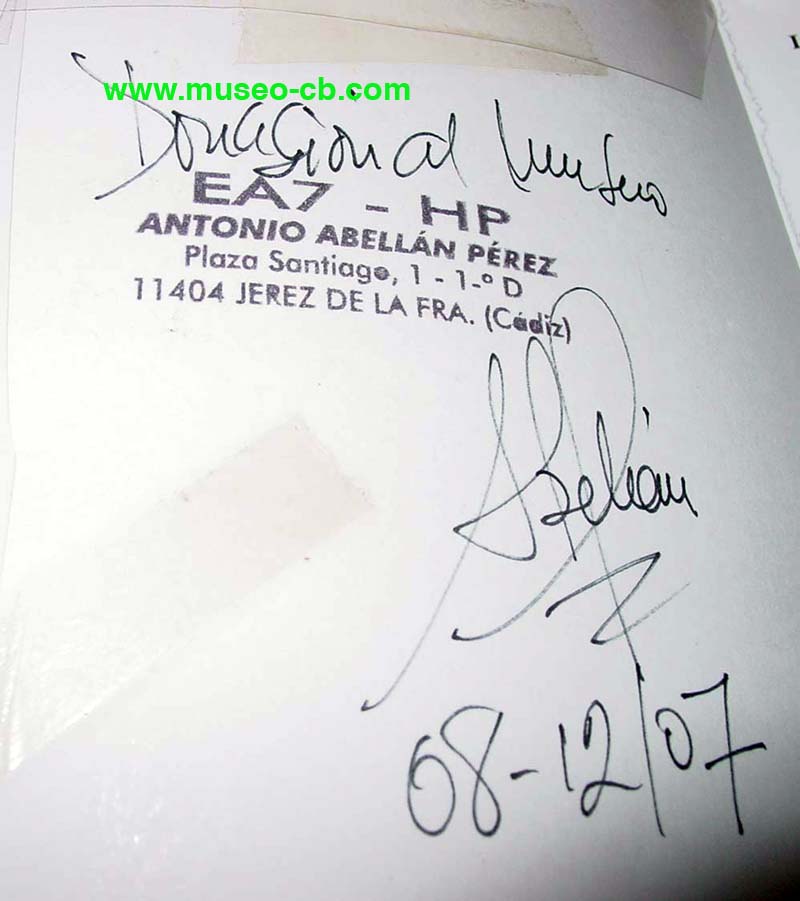 www.museo-cb.com
Donación al Museo
EA7 - HP
ANTONIO ABELLÁN PÉREZ
Plaza Santiago, 1 - 1-º D
11404 JEREZ DE LA FRA. (Cádiz)
Abellán
08-12/07